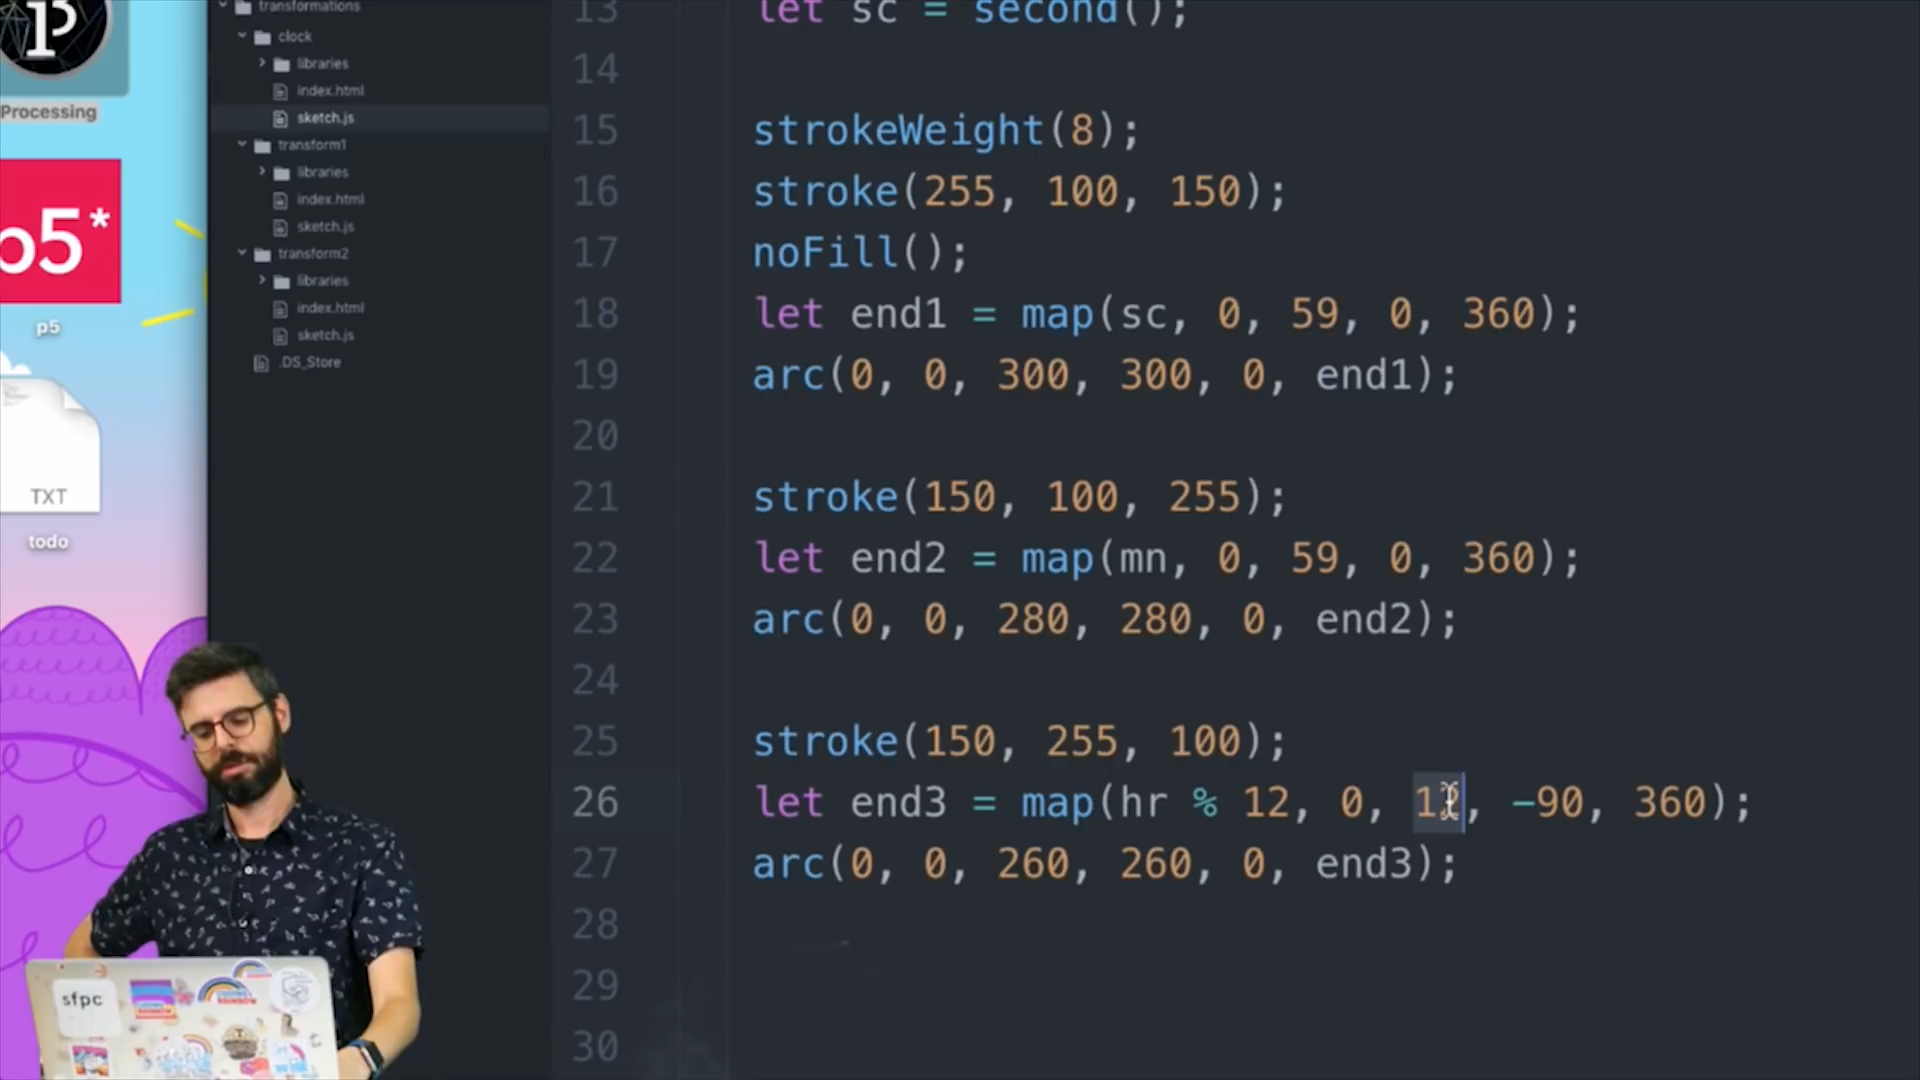 Processing
p5*
p5
TXT
todo
transformations
clock
libraries
index.html
sketch.js
transform1
libraries
index.html
sketch.js
transform2
libraries
index.html
sketch.js
.DS_Store
13 let sc = second();
14
15 strokeWeight(8);
16 stroke(255, 100, 150);
17 noFill();
18 let end1 = map(sc, 0, 59, 0, 360);
19 arc(0, 0, 300, 300, 0, end1);
20
21 stroke(150, 100, 255);
22 let end2 = map(mn, 0, 59, 0, 360);
23 arc(0, 0, 280, 280, 0, end2);
24
25 stroke(150, 255, 100);
26 let end3 = map(hr % 12, 0, 12, -90, 360);
27 arc(0, 0, 260, 260, 0, end3);
28
29
30
sfpc